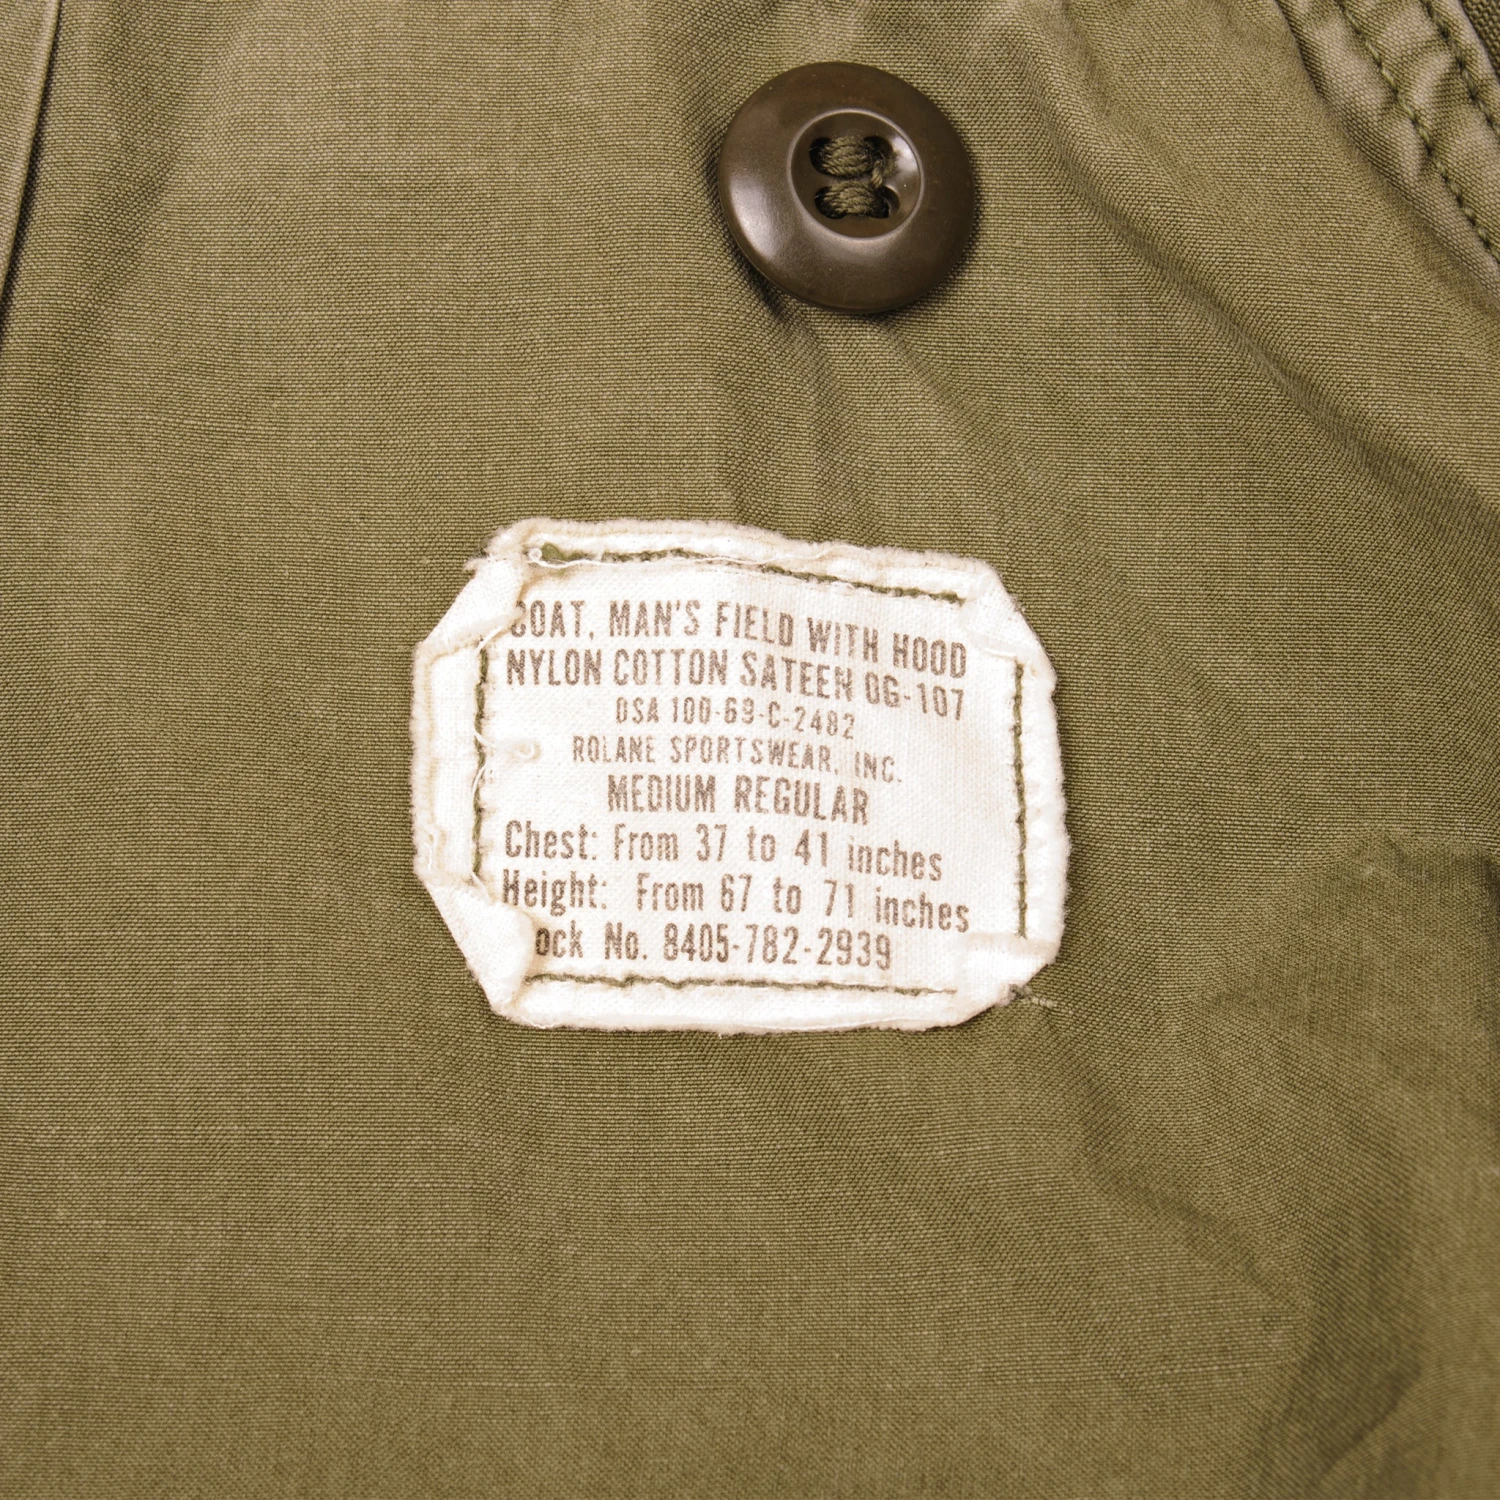 COAT, MAN'S FIELD WITH HOOD
NYLON COTTON SATEEN OG-107
DSA 100-69-C-2482
ROLANE SPORTSWEAR, INC.
MEDIUM REGULAR
Chest: From 37 to 41 inches
Height: From 67 to 71 inches
ock No. 8405-782-2939